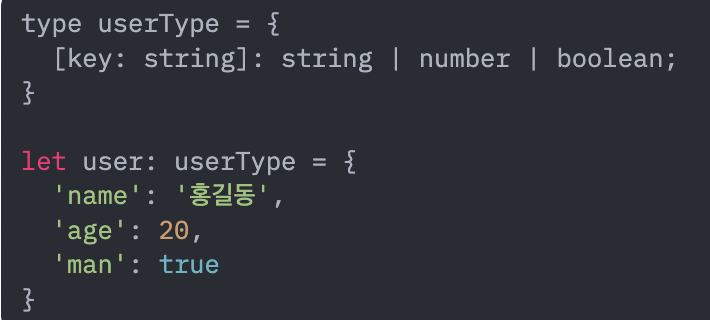 type userType = {
  [key: string]: string | number | boolean;
}

let user: userType = {
  'name': '홍길동',
  'age': 20,
  'man': true
}